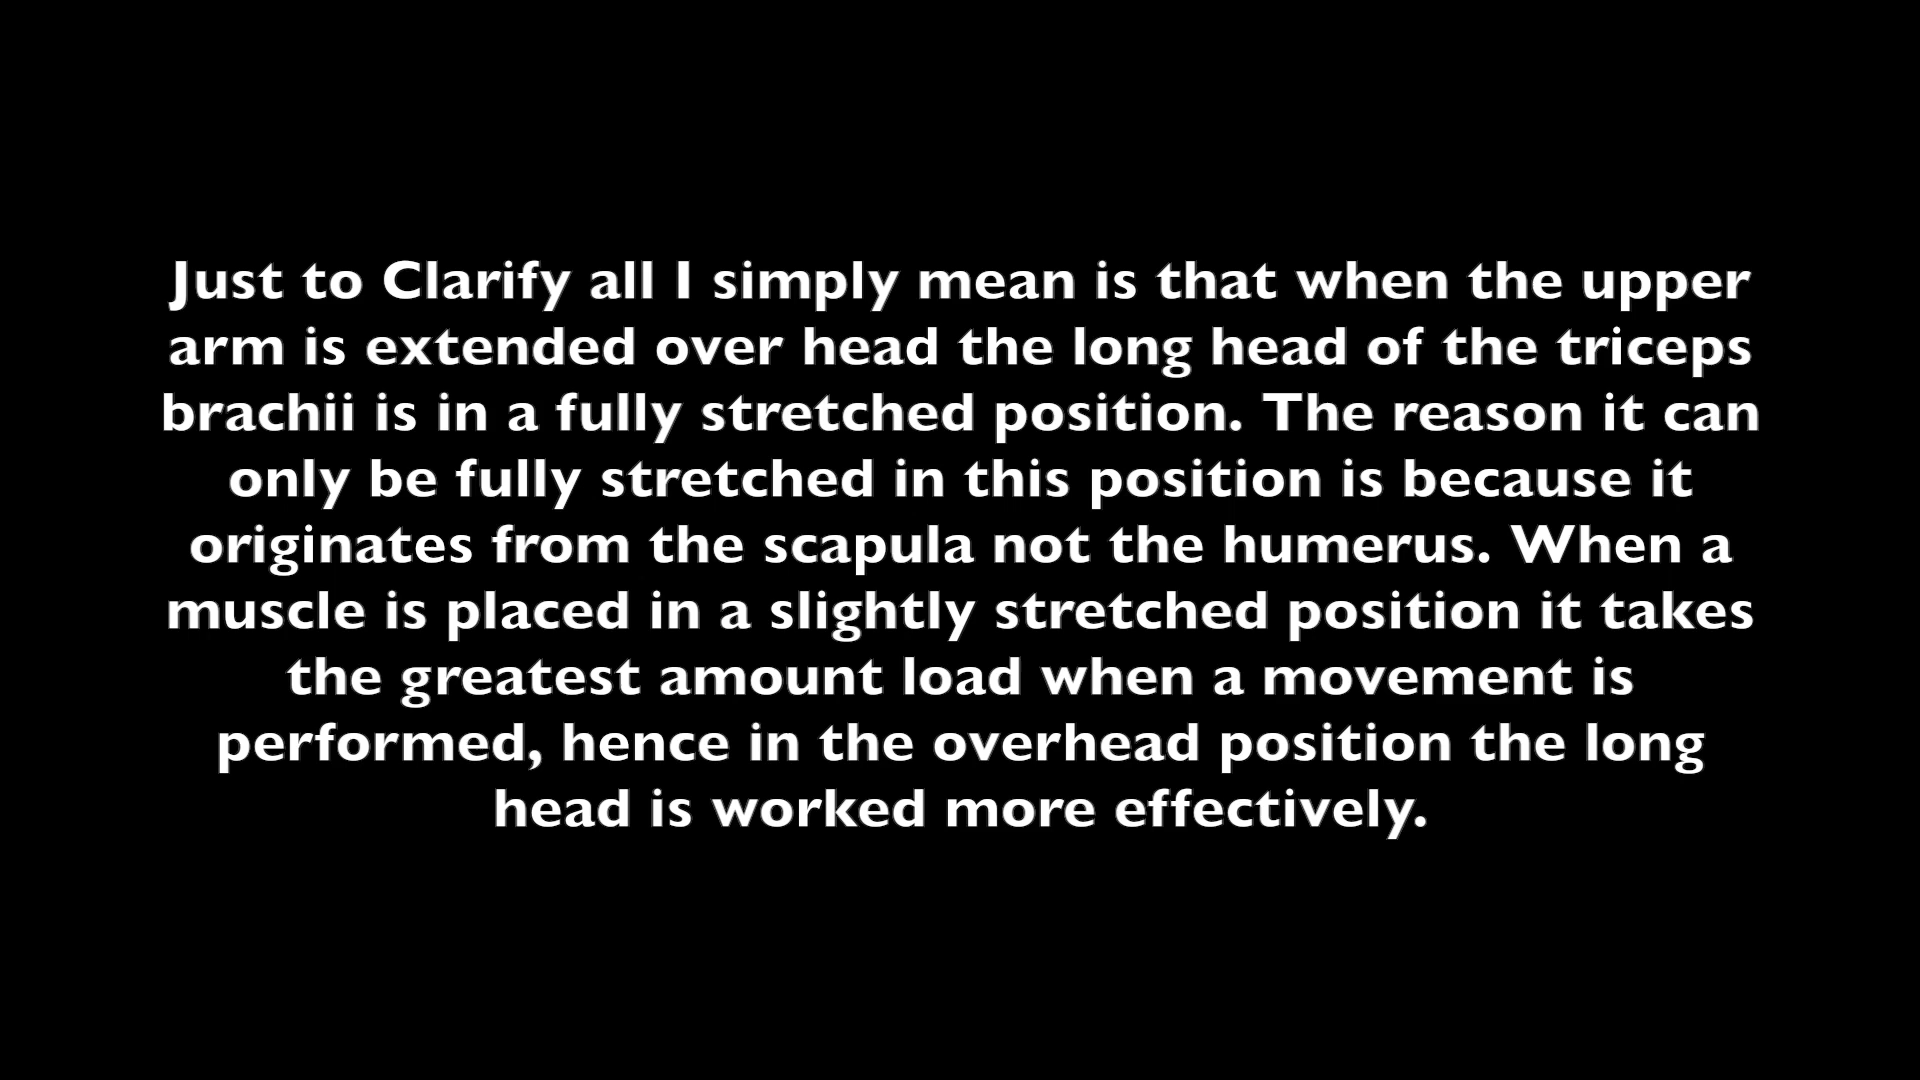 Just to Clarify all I simply mean is that when the upper
arm is extended over head the long head of the triceps
brachii is in a fully stretched position. The reason it can
only be fully stretched in this position is because it
originates from the scapula not the humerus. When a
muscle is placed in a slightly stretched position it takes
the greatest amount load when a movement is
performed, hence in the overhead position the long
head is worked more effectively.